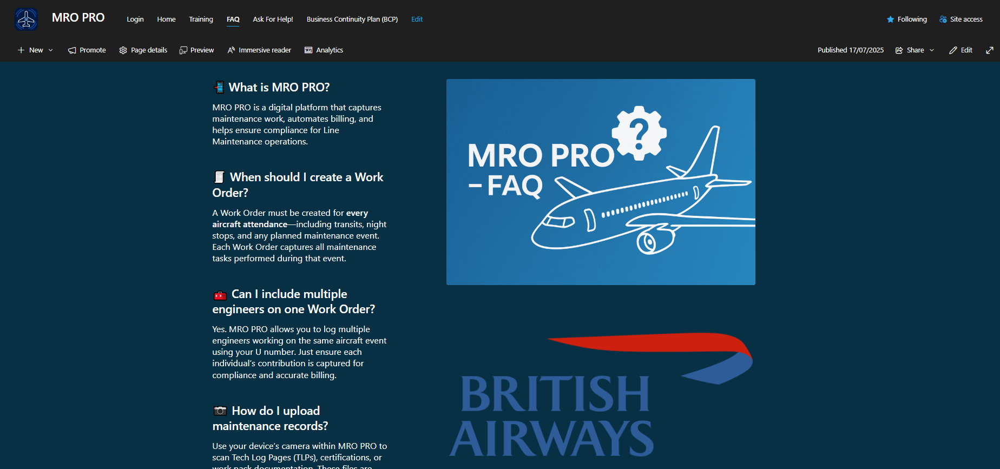 MRO PRO
Login Home Training FAQ Ask For Help! Business Continuity Plan (BCP) Edit
Following Site access
New Promote Page details Preview Immersive reader Analytics
Published 17/07/2025 Share Edit
What is MRO PRO?
MRO PRO is a digital platform that captures
maintenance work, automates billing, and
helps ensure compliance for Line
Maintenance operations.
When should I create a Work
Order?
A Work Order must be created for every
aircraft attendance—including transits, night
stops, and any planned maintenance event.
Each Work Order captures all maintenance
tasks performed during that event.
Can I include multiple
engineers on one Work Order?
Yes. MRO PRO allows you to log multiple
engineers working on the same aircraft event
using your U number. Just ensure each
individual's contribution is captured for
compliance and accurate billing.
How do I upload
maintenance records?
Use your device's camera within MRO PRO to
scan Tech Log Pages (TLPs), certifications, or
work pack documentation. These files are
MRO PRO
– FAQ
?
BRITISH
AIRWAYS